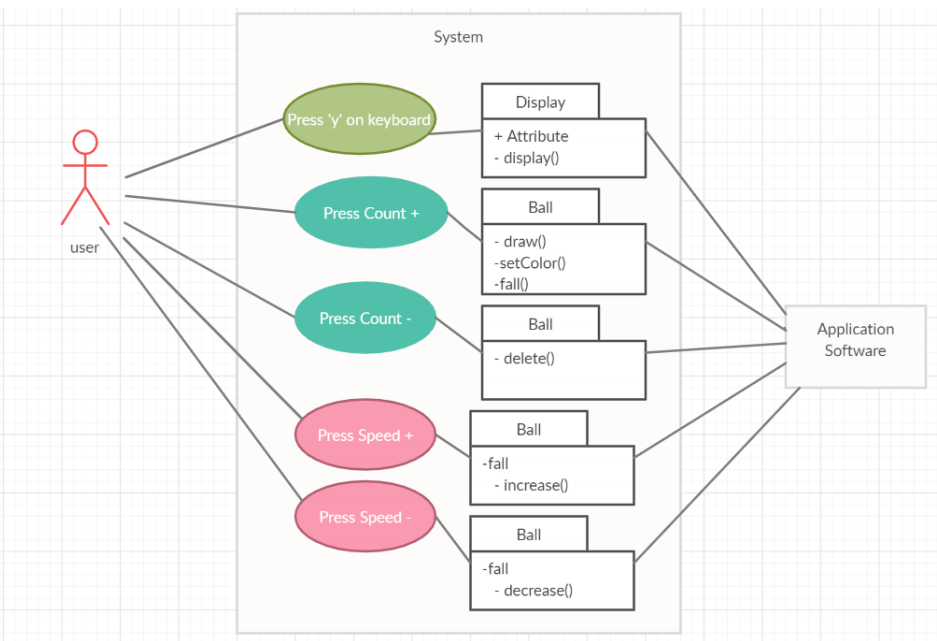 System
Press 'y' on keyboard
Display
+ Attribute
- display()
user
Press Count +
Ball
- draw()
-setColor()
-fall()
Press Count -
Ball
- delete()
Application
Software
Press Speed +
Ball
-fall
- increase()
Press Speed -
Ball
-fall
- decrease()